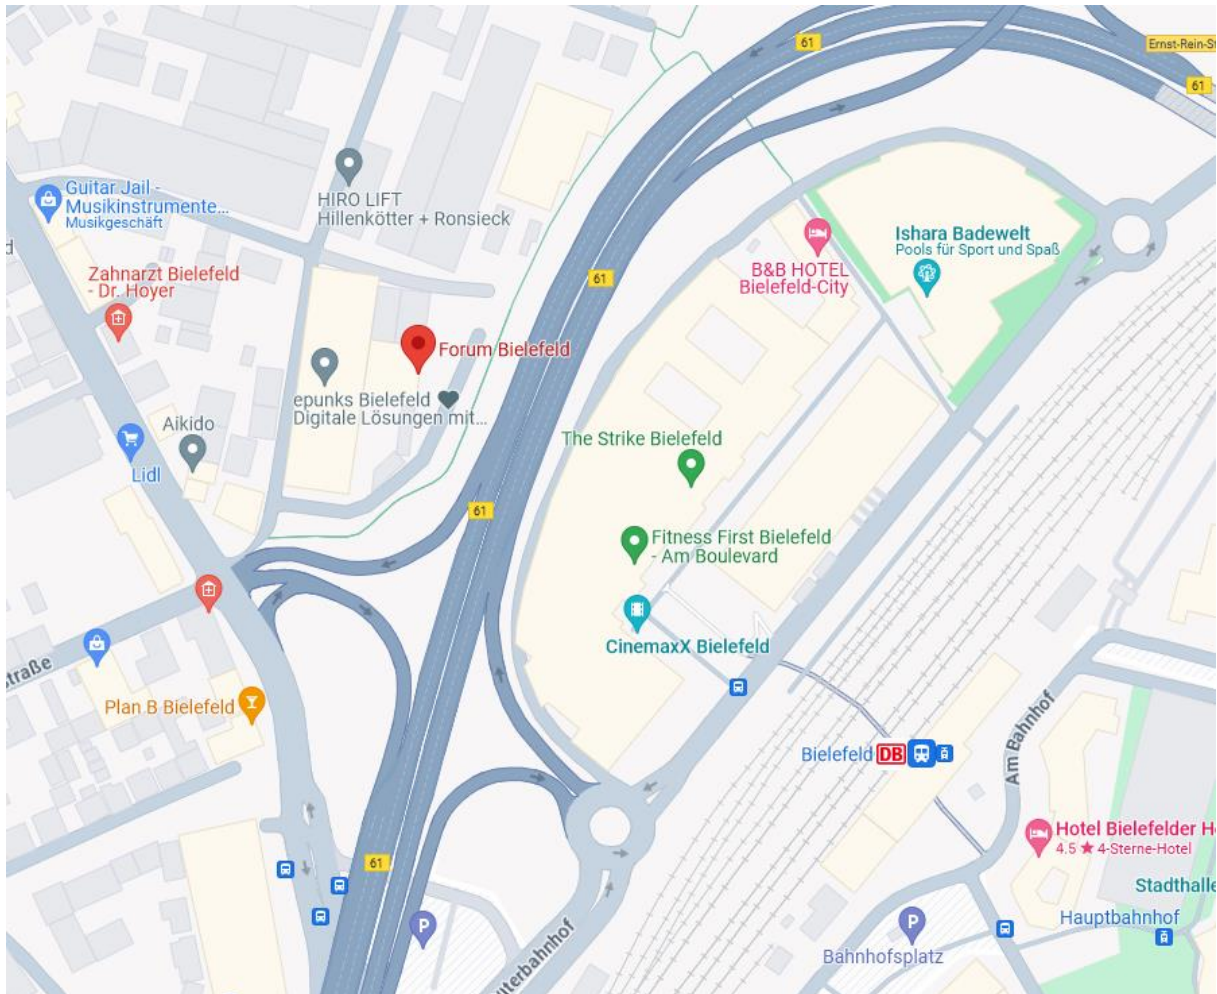 61
Ernst-Rein-St
61
Guitar Jail -
Musikinstrumente...
Musikgeschäft
HIRO LIFT
Hillenkötter + Ronsieck
d
Zahnarzt Bielefeld
- Dr. Hoyer
Ishara Badewelt
Pools für Sport und Spaß
B&B HOTEL
Bielefeld-City
61
Forum Bielefeld
epunks Bielefeld
Digitale Lösungen mit...
Aikido
Lidl
The Strike Bielefeld
61
Fitness First Bielefeld
- Am Boulevard
CinemaxX Bielefeld
straße
Plan B Bielefeld
Bielefeld DB
Am Bahnhof
61
Hotel Bielefelder H
4.5 ★ 4-Sterne-Hotel
Stadthalle
Hauptbahnhof
P
P
Bahnhofsplatz
lterbahnhof